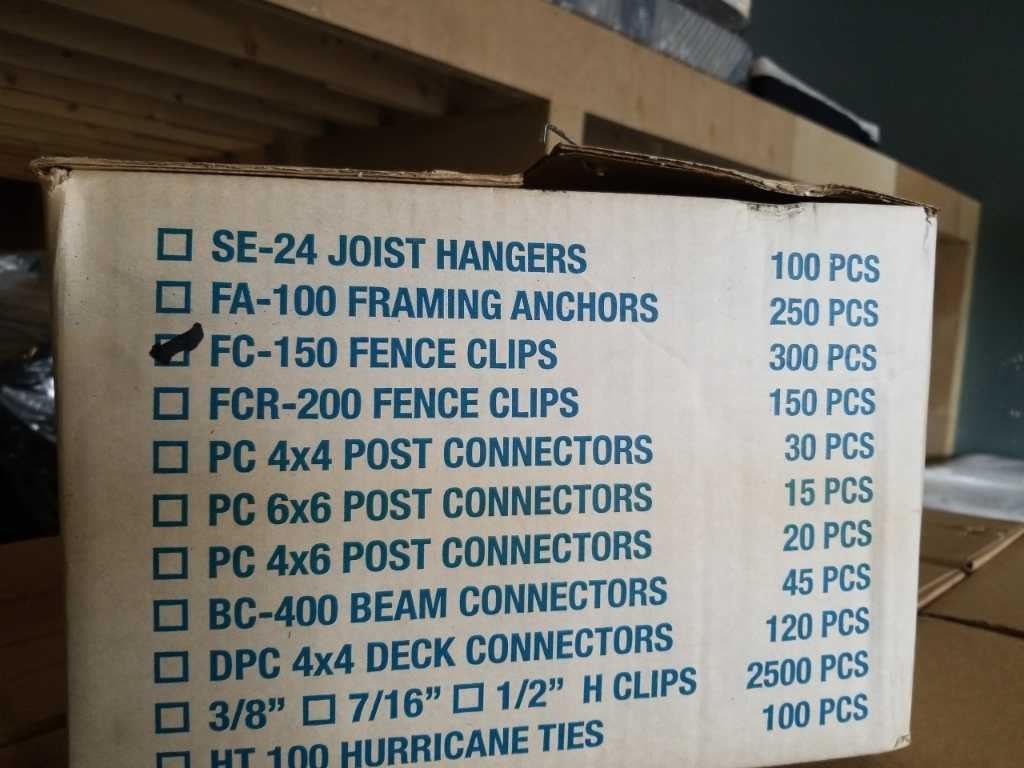 SE-24 JOIST HANGERS 100 PCS
FA-100 FRAMING ANCHORS 250 PCS
FC-150 FENCE CLIPS 300 PCS
FCR-200 FENCE CLIPS 150 PCS
PC 4x4 POST CONNECTORS 30 PCS
PC 6x6 POST CONNECTORS 15 PCS
PC 4x6 POST CONNECTORS 20 PCS
BC-400 BEAM CONNECTORS 45 PCS
DPC 4x4 DECK CONNECTORS 120 PCS
3/8” 7/16” 1/2” H CLIPS 2500 PCS
HT 100 HURRICANE TIES 100 PCS